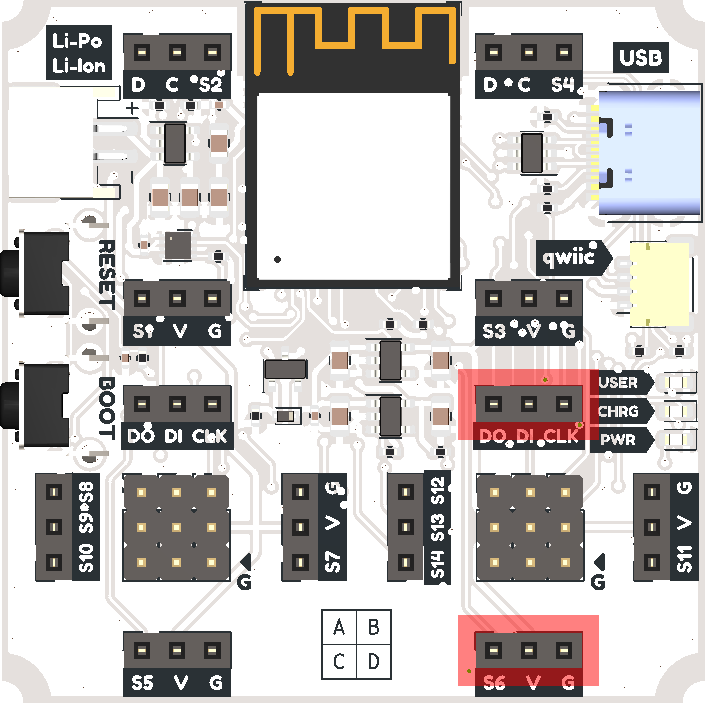 Li-Po
Li-Ion
D C S2
D C S4
USB
+
RESET
qwiic
S1 V G
S3 V G
BOOT
USER
CHRG
PWR
DO DI CLK
DO DI CLK
S10 S9 S8
S7 V G
S14 S13 S12
S11 V G
G
G
A B
C D
S5 V G
S6 V G